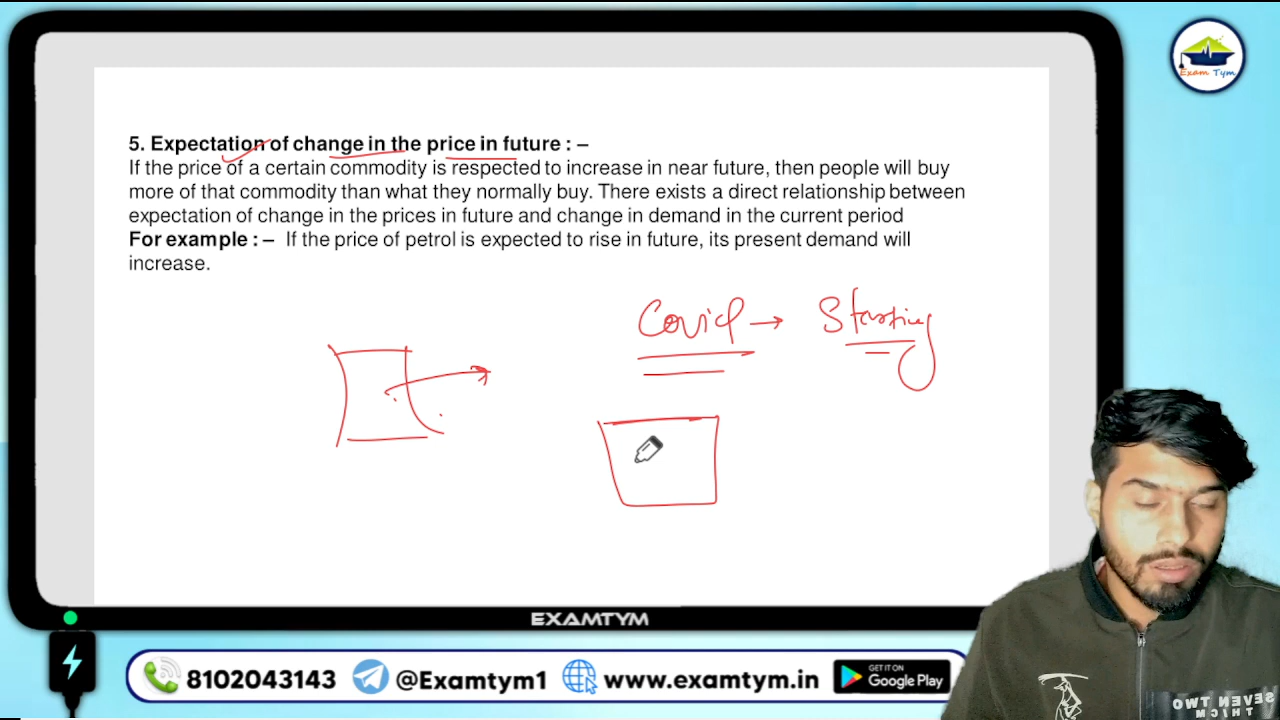 Exam Tym
5. Expectation of change in the price in future : –
If the price of a certain commodity is respected to increase in near future, then people will buy
more of that commodity than what they normally buy. There exists a direct relationship between
expectation of change in the prices in future and change in demand in the current period
For example : – If the price of petrol is expected to rise in future, its present demand will
increase.
Covid → Starting
EXAMTYM
8102043143 @Examtym1 www.examtym.in GET IT ON Google Play
SEVEN TWO